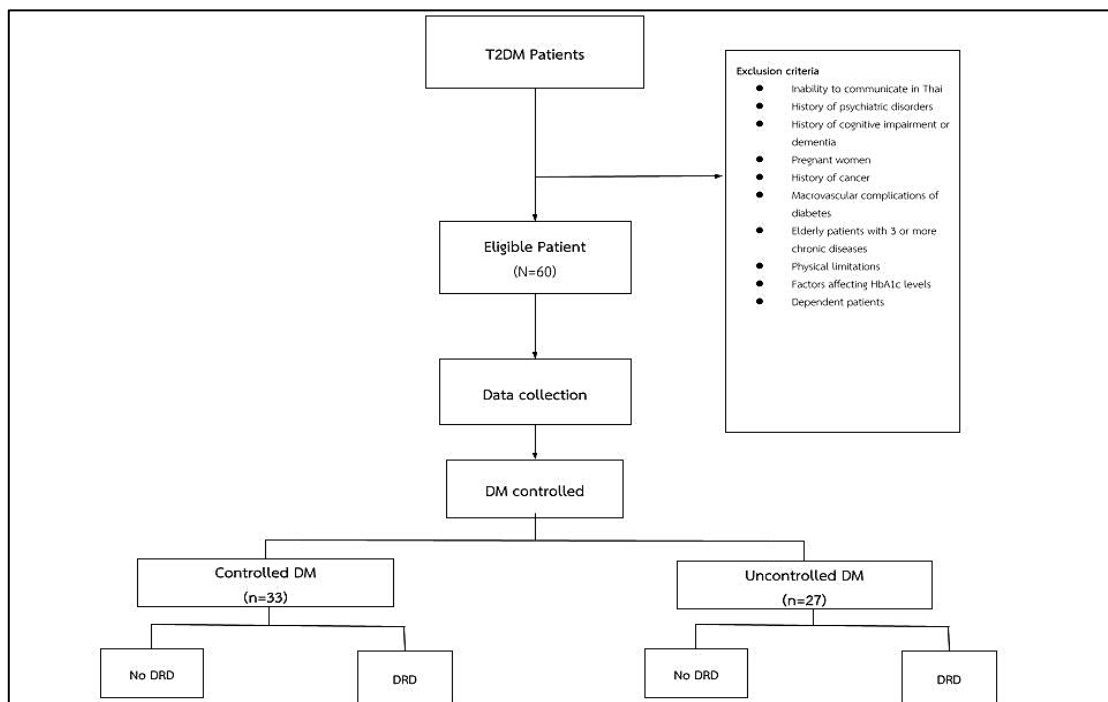 T2DM Patients
Exclusion criteria
● Inability to communicate in Thai
● History of psychiatric disorders
● History of cognitive impairment or
dementia
● Pregnant women
● History of cancer
● Macrovascular complications of
diabetes
● Elderly patients with 3 or more
chronic diseases
● Physical limitations
● Factors affecting HbA1c levels
● Dependent patients
Eligible Patient
(N=60)
Data collection
DM controlled
Controlled DM
(n=33)
Uncontrolled DM
(n=27)
No DRD
DRD
No DRD
DRD